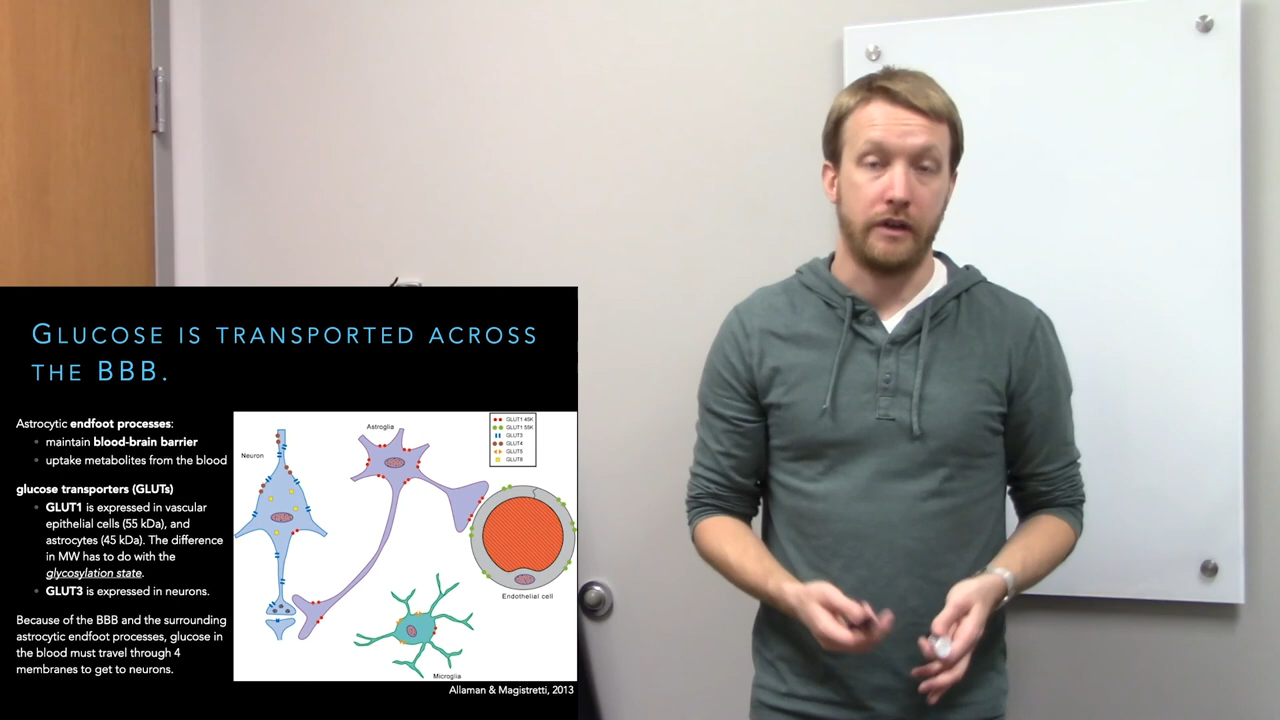 GLUCOSE IS TRANSPORTED ACROSS
THE BBB.
Astrocytic endfoot processes:
• maintain blood-brain barrier
• uptake metabolites from the blood
glucose transporters (GLUTs)
• GLUT1 is expressed in vascular
epithelial cells (55 kDa), and
astrocytes (45 kDa). The difference
in MW has to do with the
glycosylation state.
• GLUT3 is expressed in neurons.
Because of the BBB and the surrounding
astrocytic endfoot processes, glucose in
the blood must travel through 4
membranes to get to neurons.
Neuron
Astroglia
GLUT1 45K
GLUT1 55K
GLUT3
GLUT4
GLUT5
GLUT8
Endothelial cell
Microglia
Allaman & Magistretti, 2013